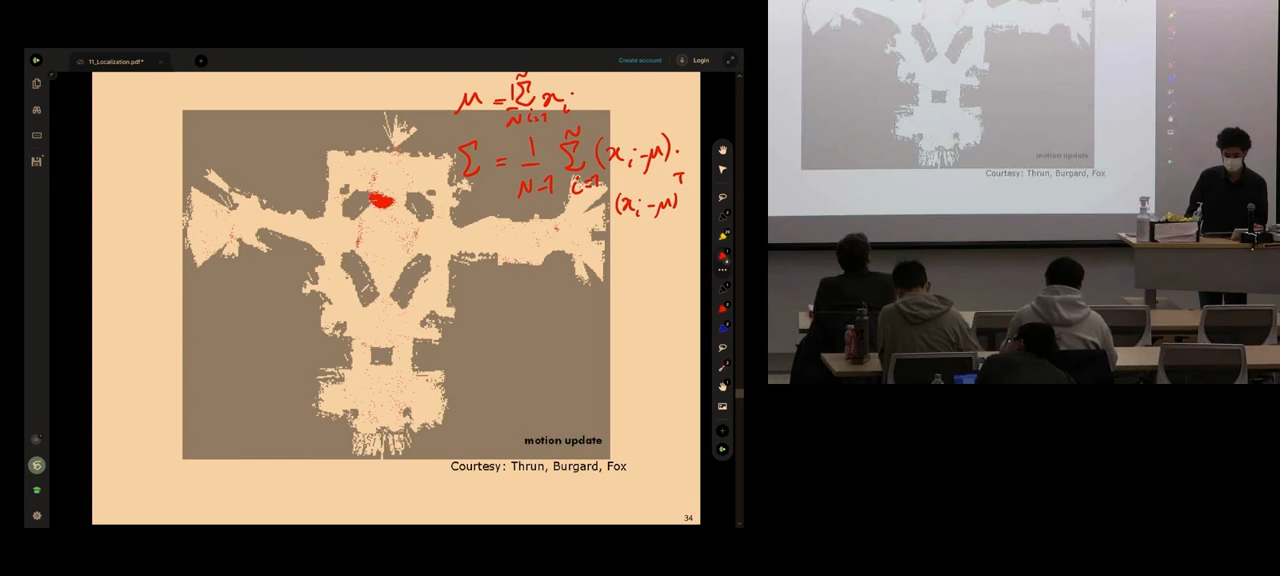 11_Localization.pdf*
Create account
Login
μ = 1/N Σ_{i=1}^{N} x_i
Σ = 1/(N-1) Σ_{i=1}^{N} (x_i - μ).
(x_i - μ)^T
motion update
Courtesy: Thrun, Burgard, Fox
34
motion update
Courtesy: Thrun, Burgard, Fox